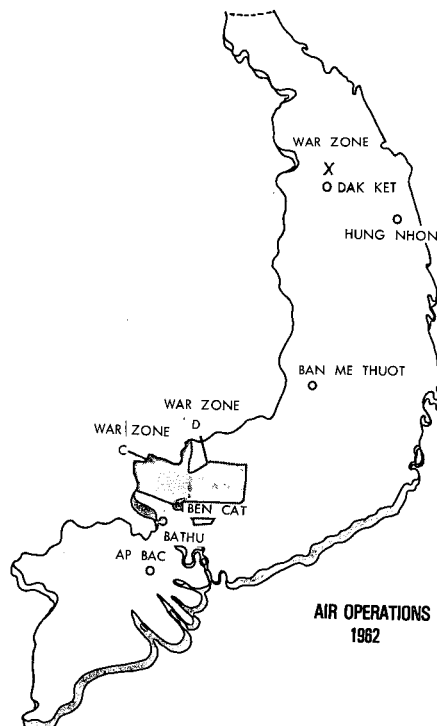 WAR ZONE
X
DAK KET
HUNG NHON
BAN ME THUOT
WAR ZONE
D
WAR ZONE
C
BEN CAT
BATHU
AP BAC
AIR OPERATIONS
1962